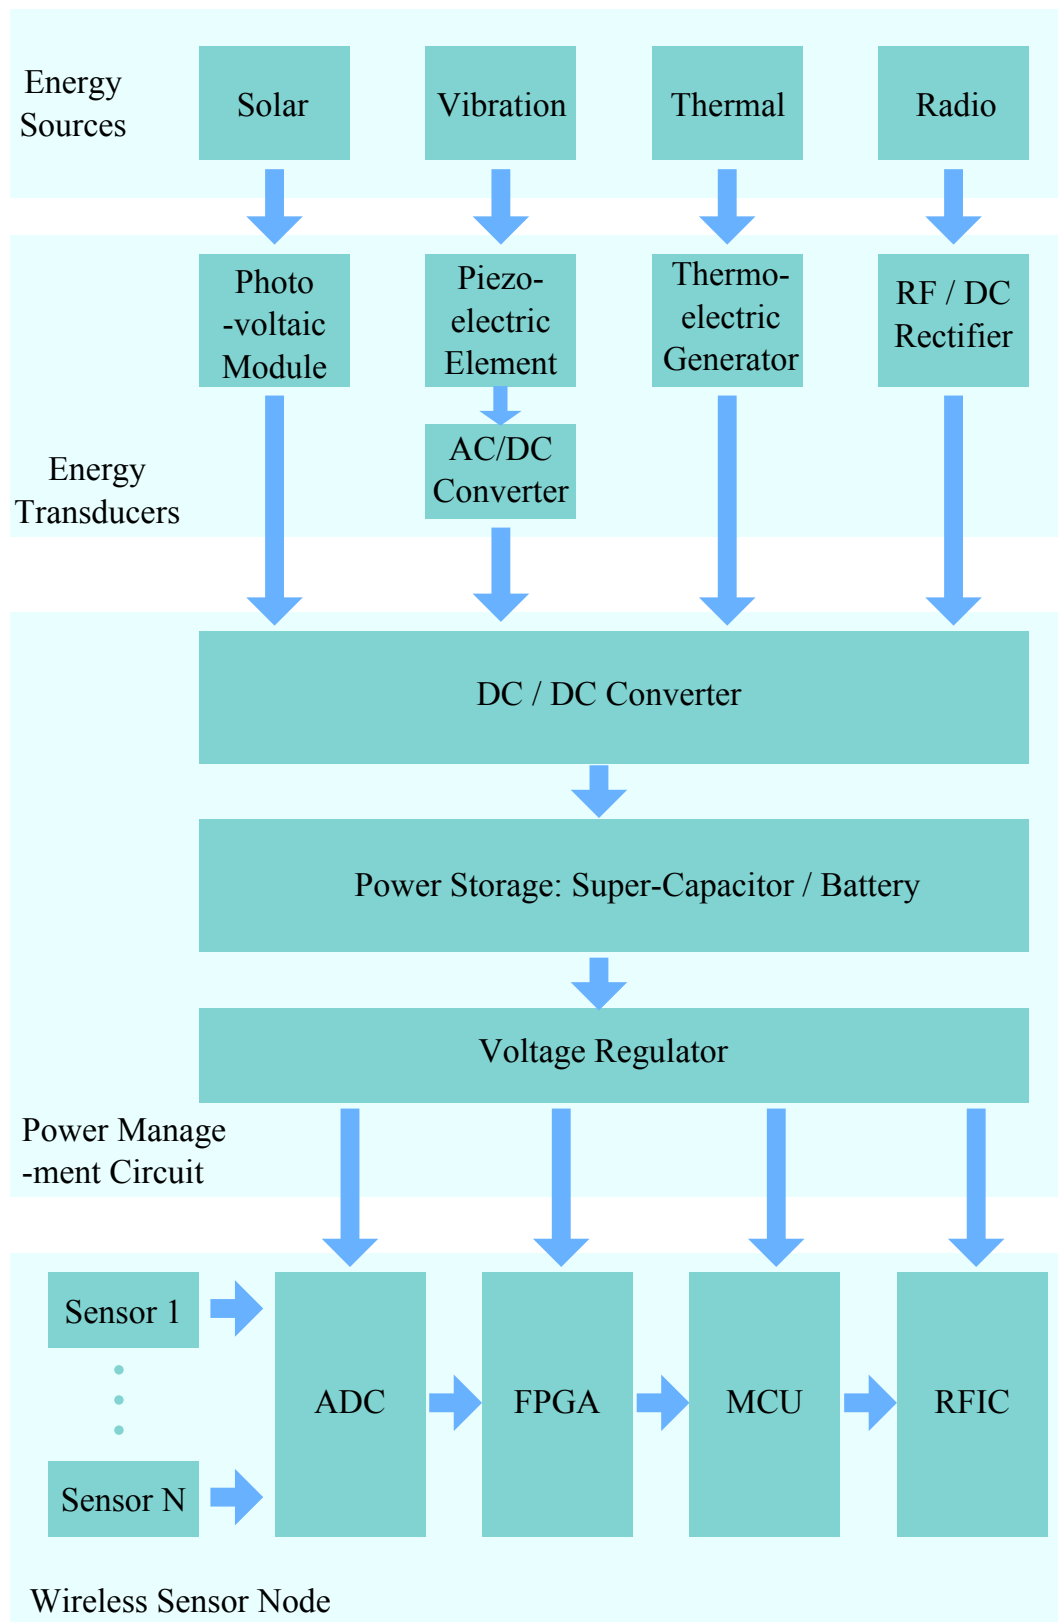 Energy
Sources
Solar
Vibration
Thermal
Radio
Photo
-voltaic
Module
Piezo-
electric
Element
Thermo-
electric
Generator
RF / DC
Rectifier
AC/DC
Converter
Energy
Transducers
DC / DC Converter
Power Storage: Super-Capacitor / Battery
Voltage Regulator
Power Manage
-ment Circuit
Sensor 1
Sensor N
ADC
FPGA
MCU
RFIC
Wireless Sensor Node